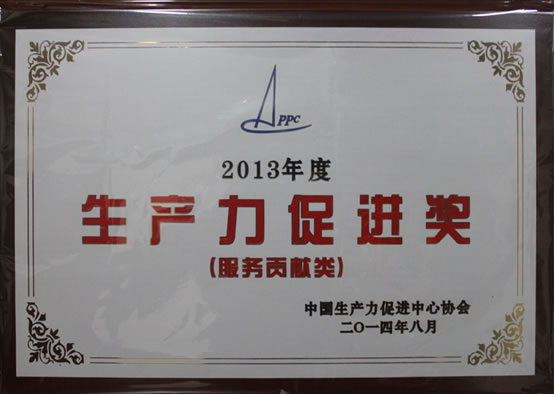 PPC
2013年度
生产力促进奖
(服务贡献类)
中国生产力促进中心协会
二〇一四年八月